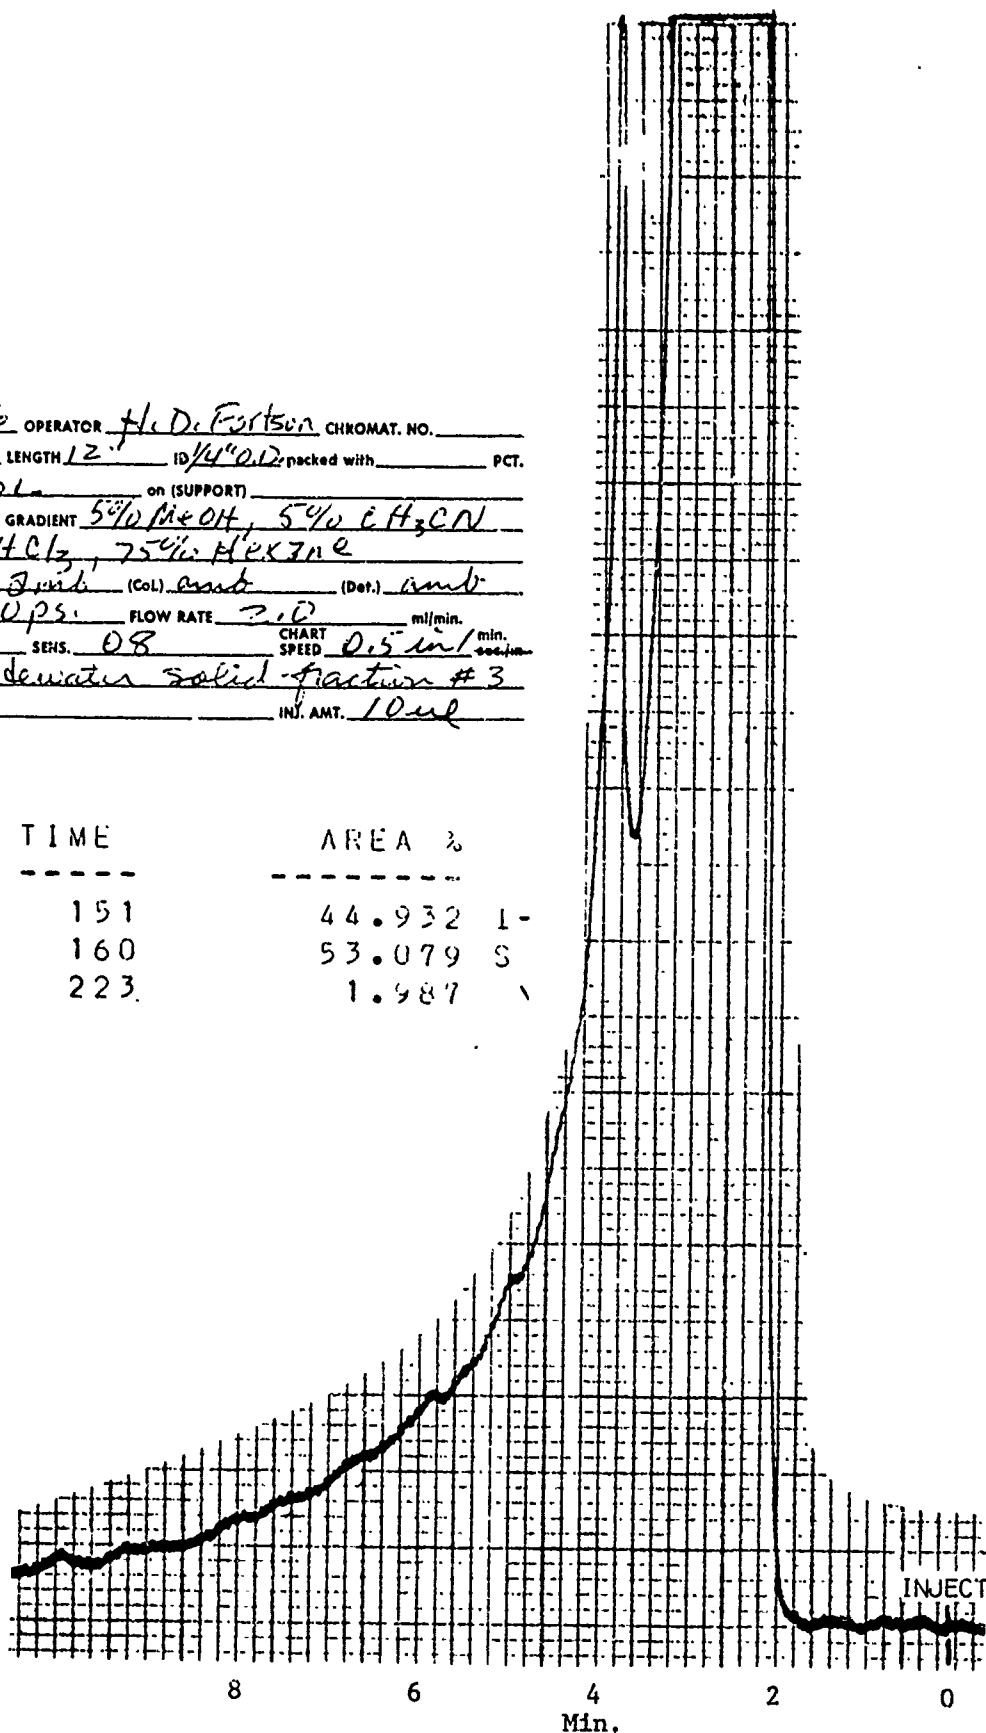 OPERATOR H. D. Fortson CHROMAT. NO.
LENGTH 12" ID 1/4" O.D. packed with PCT.
on (SUPPORT)
GRADIENT 5% MeOH, 5% CH3CN
HCl3, 75% Hexane
(Col.) amb (Det.) amb
psi FLOW RATE 2.0 ml/min.
SENS. 08 CHART SPEED 0.5 in/ min.
solid fraction #3
INJ. AMT. 10 ul
TIME AREA %
151 44.932
160 53.079 S
223. 1.987 \
INJECT
8 6 4 2 0
Min.